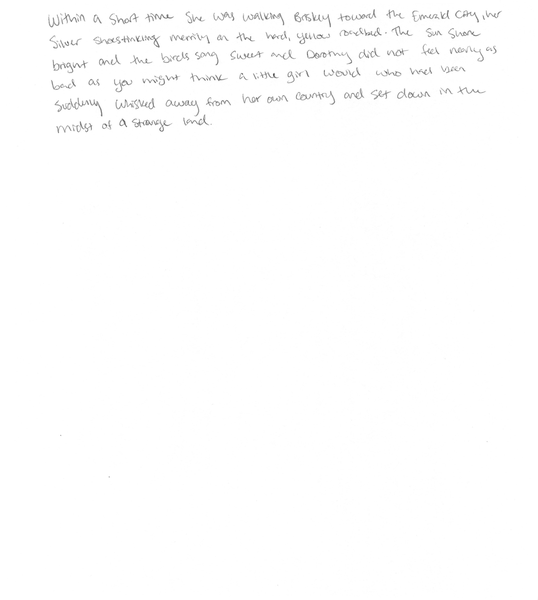 Within a short time she was walking Briskly toward the Emerald City, her
Silver Shoes tinkling merrily on the hard, yellow roadbed. The Sun Shone
bright and the birds sang Sweet and Dorothy did not feel nearly as
bad as you might think a little girl would who had been
Suddenly Whisked away from her own country and set down in the
midst of a strange land.